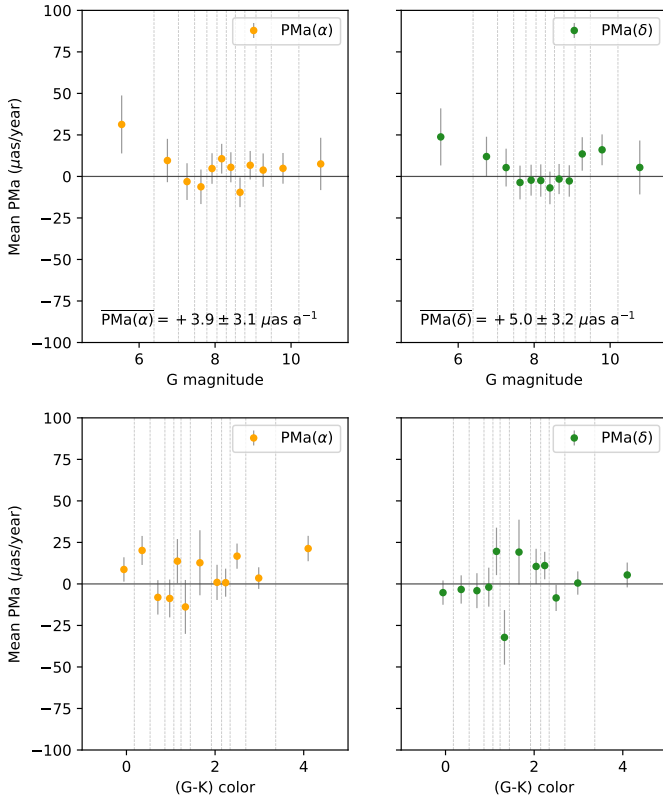 100
75
50
25
0
−25
−50
−75
−100
Mean PMa (μas/year)
PMa(α)
PMa(α) = +3.9 ± 3.1 μas a⁻¹
6 8 10
G magnitude
PMa(δ)
PMa(δ) = +5.0 ± 3.2 μas a⁻¹
6 8 10
G magnitude
100
75
50
25
0
−25
−50
−75
−100
Mean PMa (μas/year)
PMa(α)
0 2 4
(G-K) color
PMa(δ)
0 2 4
(G-K) color